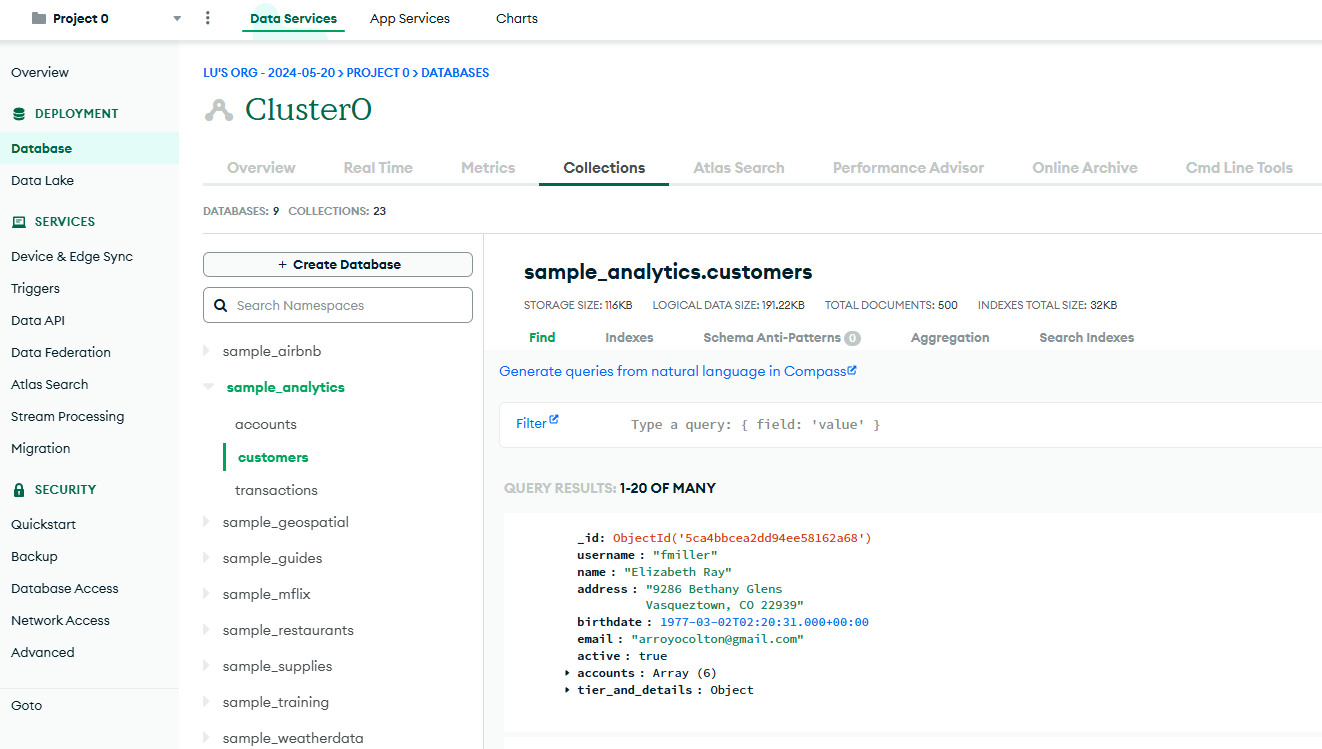 Project 0
Data Services
App Services
Charts
Overview
DEPLOYMENT
Database
Data Lake
SERVICES
Device & Edge Sync
Triggers
Data API
Data Federation
Atlas Search
Stream Processing
Migration
SECURITY
Quickstart
Backup
Database Access
Network Access
Advanced
Goto
LU'S ORG - 2024-05-20 > PROJECT 0 > DATABASES
Cluster0
Overview
Real Time
Metrics
Collections
Atlas Search
Performance Advisor
Online Archive
Cmd Line Tools
DATABASES: 9 COLLECTIONS: 23
+ Create Database
Search Namespaces
sample_airbnb
sample_analytics
accounts
customers
transactions
sample_geospatial
sample_guides
sample_mflix
sample_restaurants
sample_supplies
sample_training
sample_weatherdata
sample_analytics.customers
STORAGE SIZE: 116KB LOGICAL DATA SIZE: 191.22KB TOTAL DOCUMENTS: 500 INDEXES TOTAL SIZE: 32KB
Find
Indexes
Schema Anti-Patterns 0
Aggregation
Search Indexes
Generate queries from natural language in Compass
Filter
Type a query: { field: 'value' }
QUERY RESULTS: 1-20 OF MANY
_id: ObjectId('5ca4bbcea2dd94ee58162a68')
username : "fmiller"
name : "Elizabeth Ray"
address : "9286 Bethany Glens
Vasqueztown, CO 22939"
birthdate : 1977-03-02T02:20:31.000+00:00
email : "arroyocolton@gmail.com"
active : true
accounts : Array (6)
tier_and_details : Object